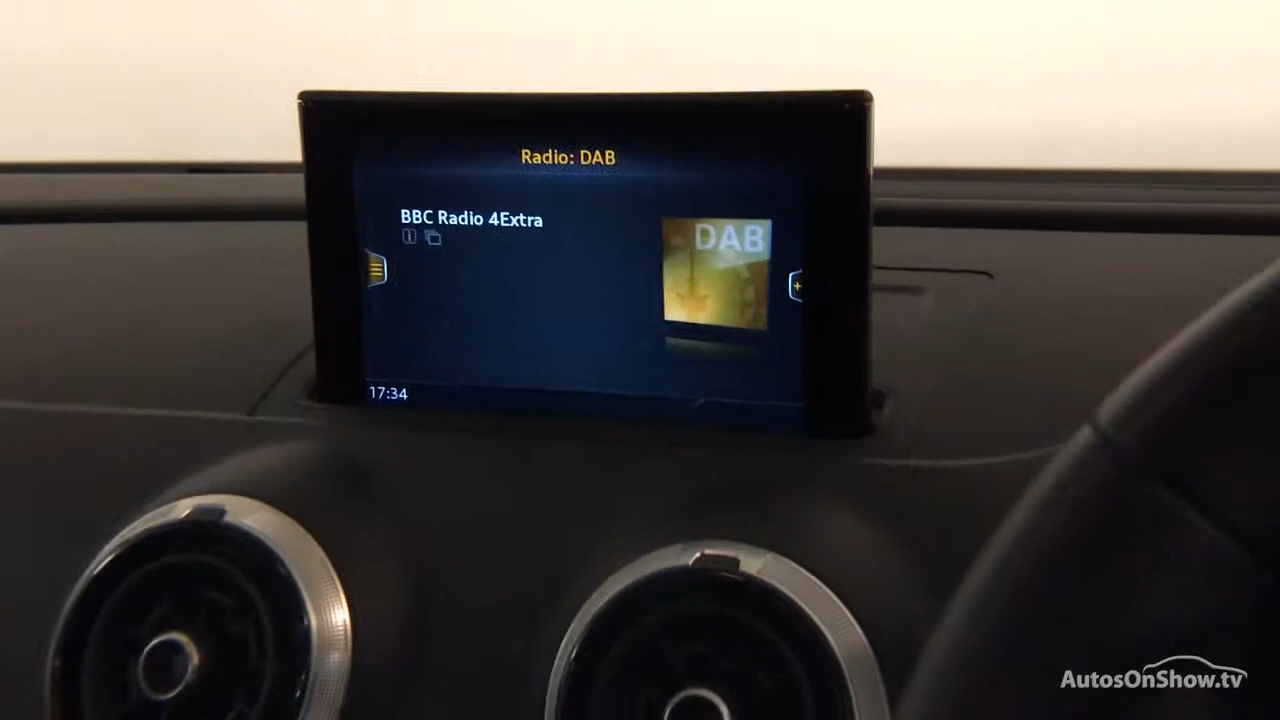 Radio: DAB
BBC Radio 4Extra
DAB
17:34
AutosOnShow.tv